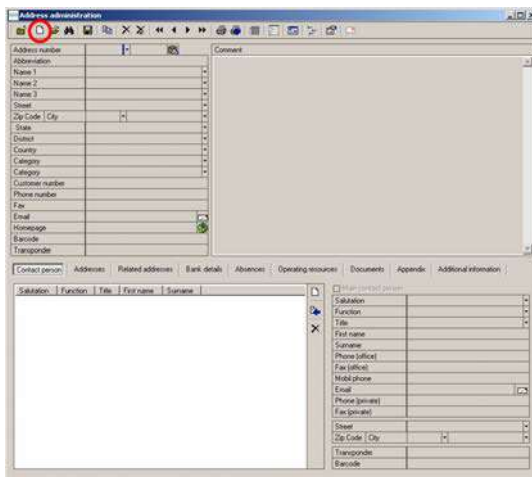 Address administration
Address number
Comment
Abbreviation
Name 1
Name 2
Name 3
Street
Zip Code City
State
District
Country
Category
Category
Customer number
Phone number
Fax
Email
Homepage
Barcode
Transponder
Contact person Addresses Related addresses Bank details Absences Operating resources Documents Appendix Additional information
Salutation Function Title First name Surname
Main contact person
Salutation
Function
Title
First name
Surname
Phone (office)
Fax (office)
Mobil phone
Email
Phone (private)
Fax (private)
Street
Zip Code City
Transponder
Barcode